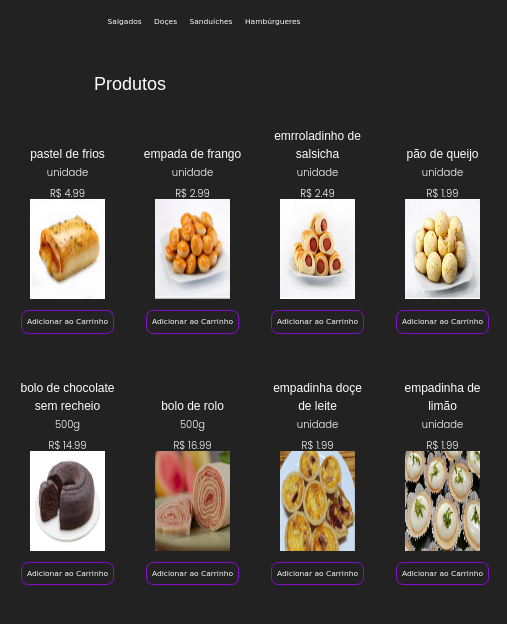 Salgados Doçes Sanduíches Hambúrgueres
Produtos
pastel de frios
unidade
R$ 4.99
Adicionar ao Carrinho
empada de frango
unidade
R$ 2.99
Adicionar ao Carrinho
emrroladinho de
salsicha
unidade
R$ 2.49
Adicionar ao Carrinho
pão de queijo
unidade
R$ 1.99
Adicionar ao Carrinho
bolo de chocolate
sem recheio
500g
R$ 14.99
Adicionar ao Carrinho
bolo de rolo
500g
R$ 16.99
Adicionar ao Carrinho
empadinha doçe
de leite
unidade
R$ 1.99
Adicionar ao Carrinho
empadinha de
limão
unidade
R$ 1.99
Adicionar ao Carrinho